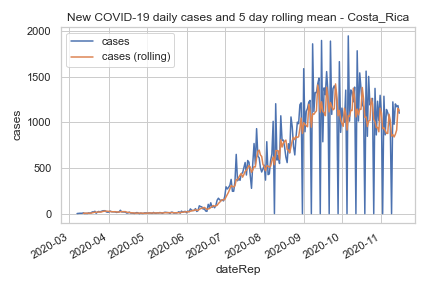 New COVID-19 daily cases and 5 day rolling mean - Costa_Rica
cases
cases (rolling)
2000
1500
1000
500
0
cases
2020-03
2020-04
2020-05
2020-06
2020-07
2020-08
2020-09
2020-10
2020-11
dateRep